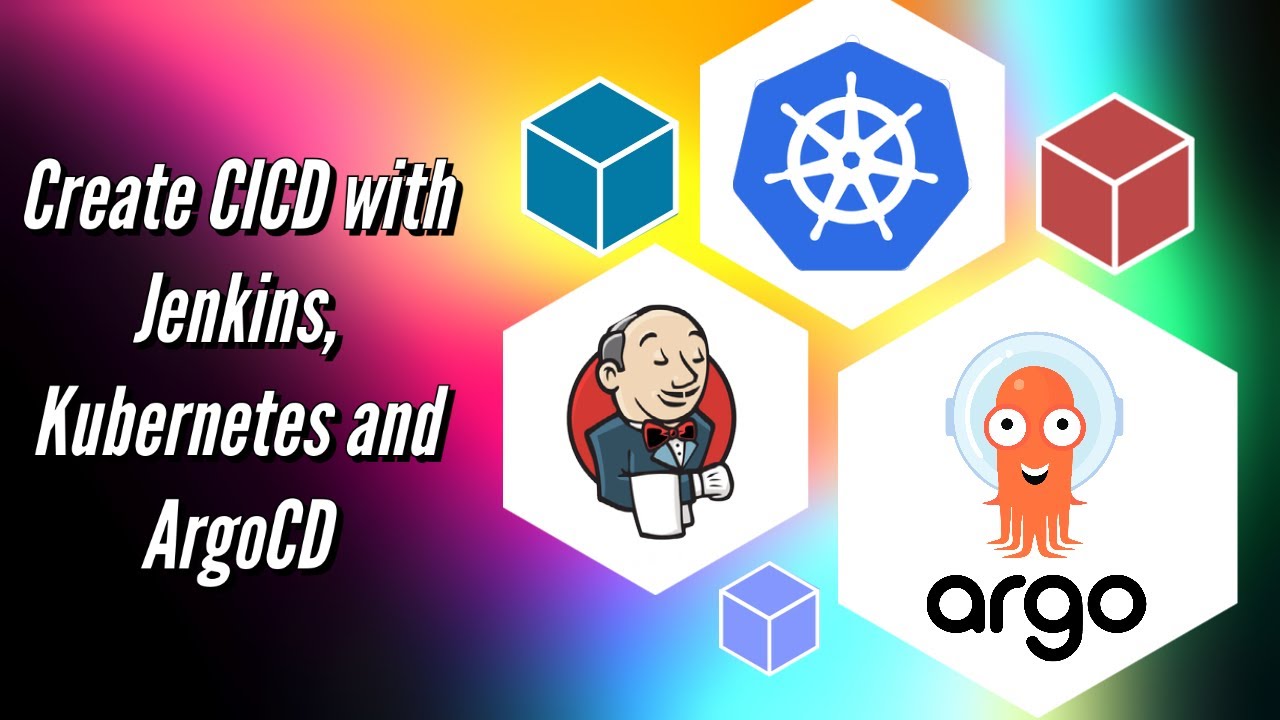 Create CICD with
Jenkins,
Kubernetes and
ArgoCD
argo